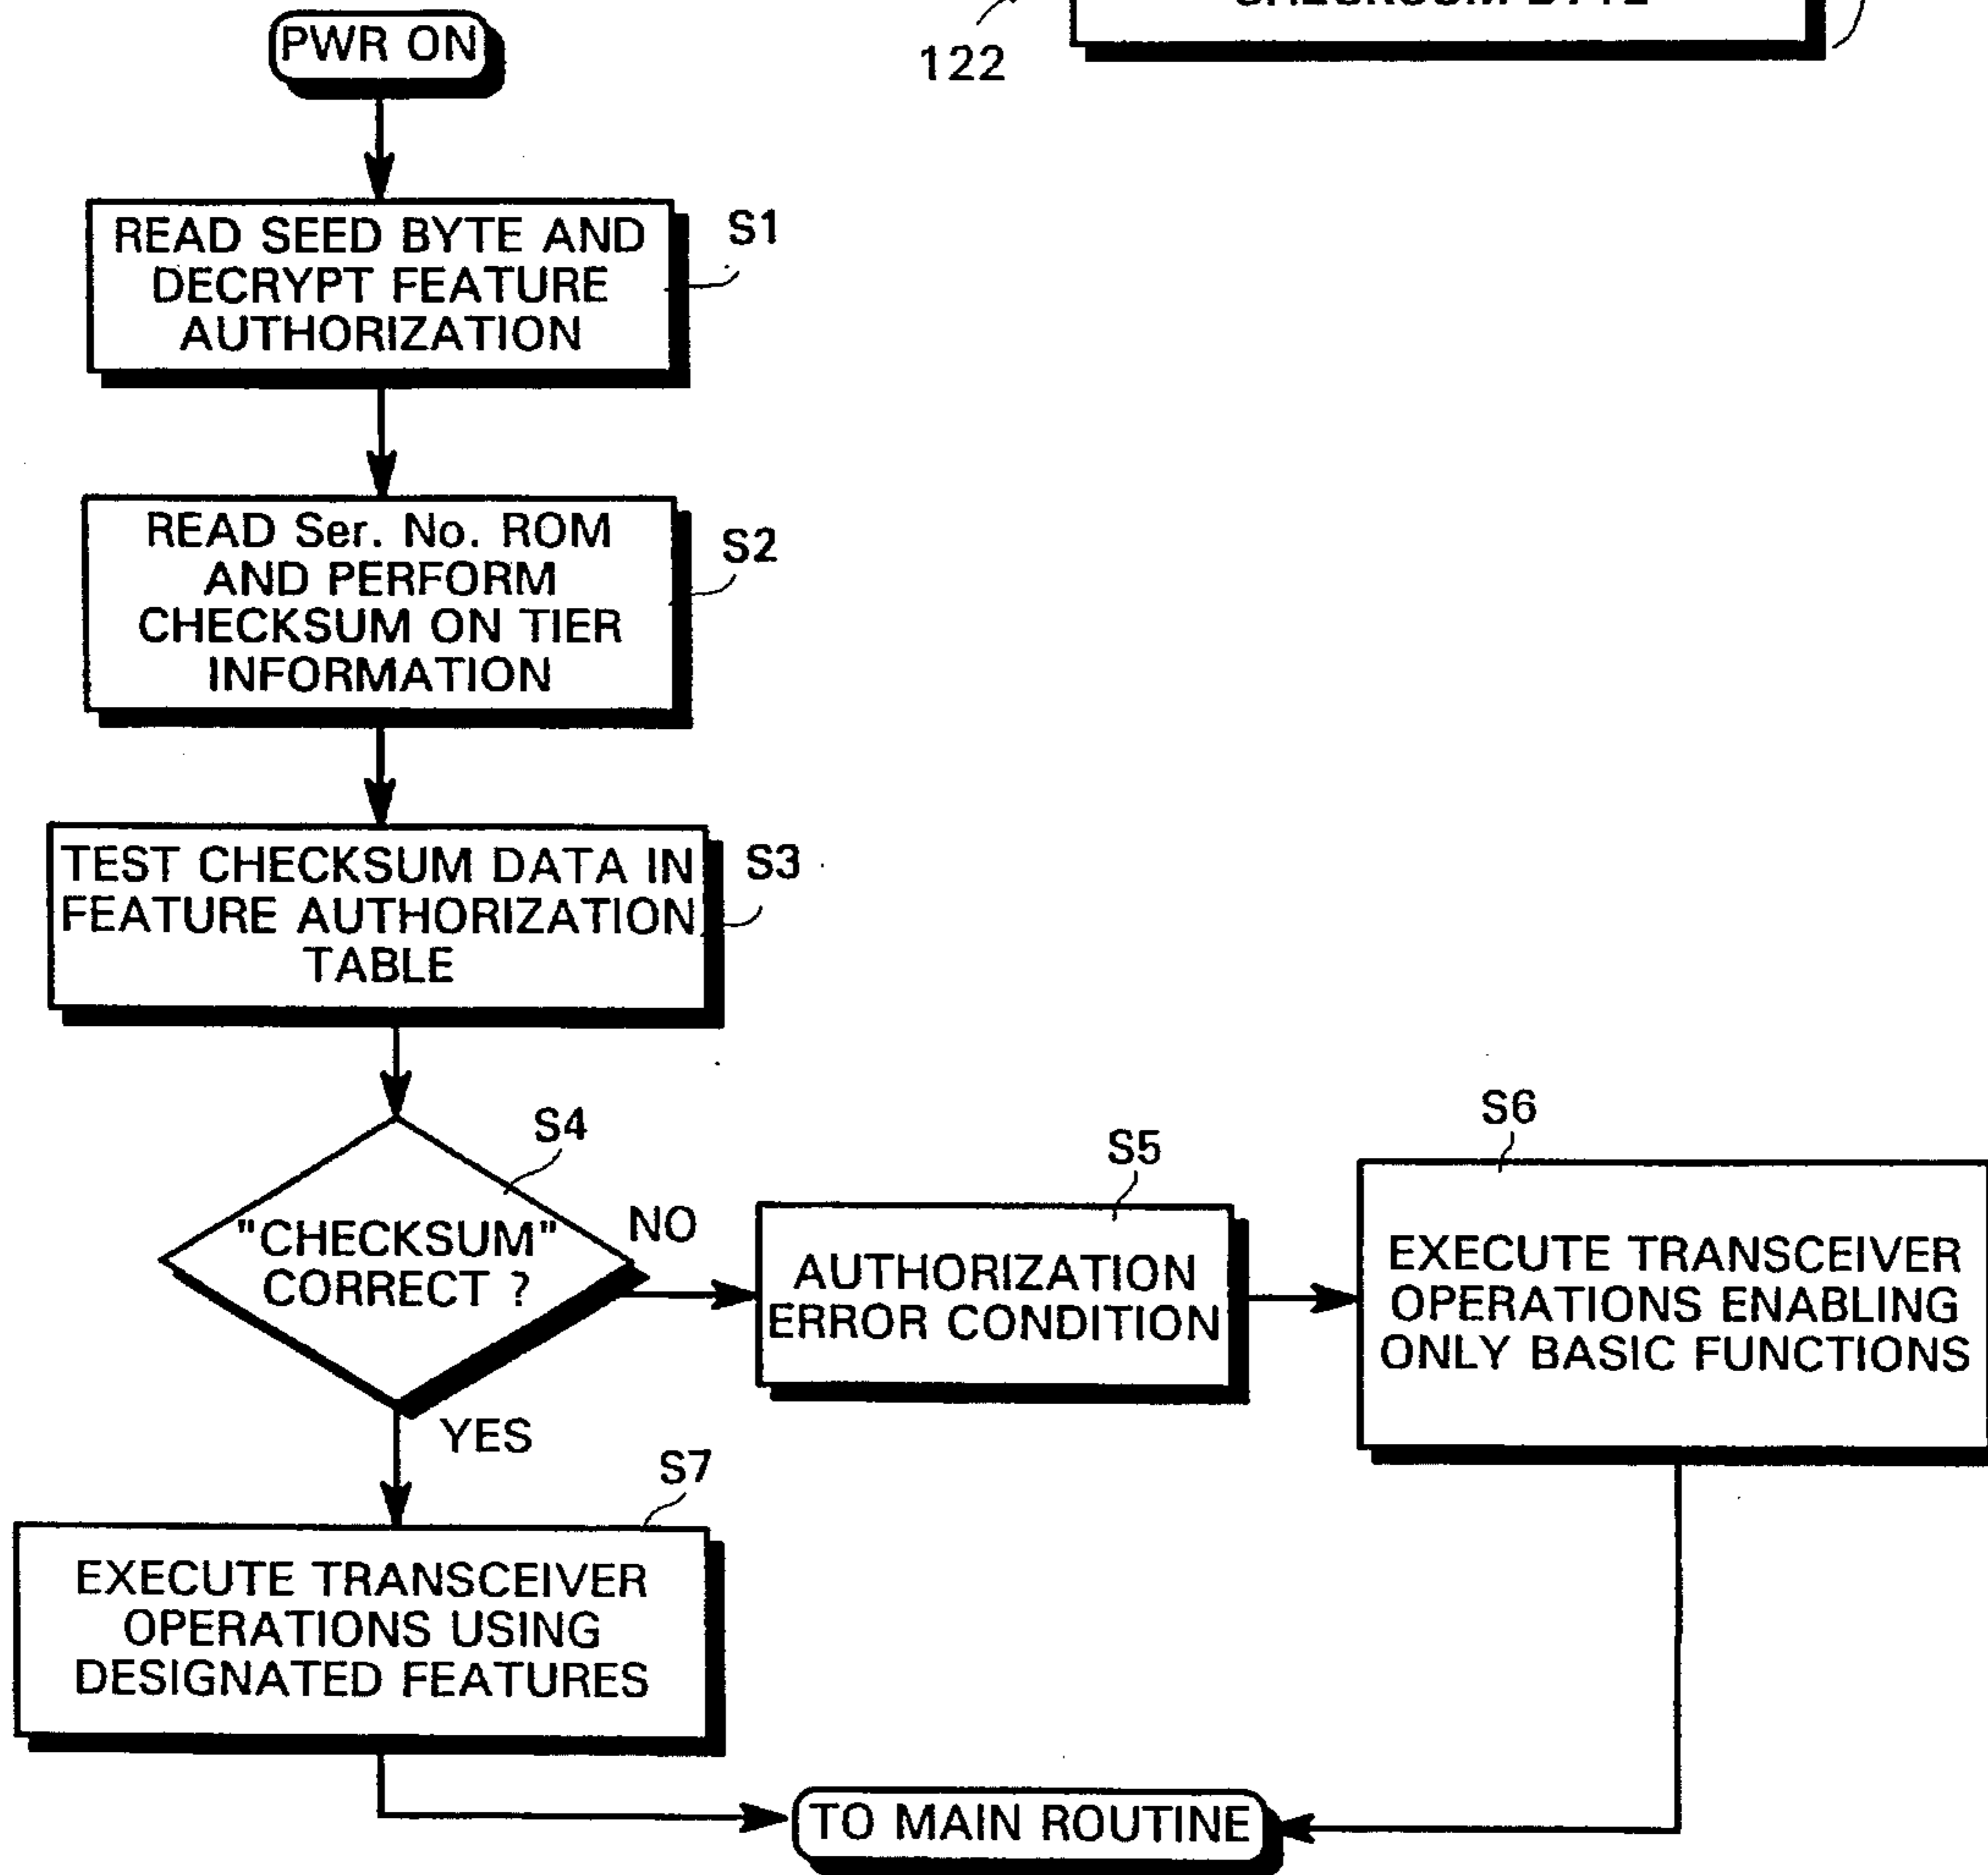 PWR ON
122
READ SEED BYTE AND
DECRYPT FEATURE
AUTHORIZATION
S1
READ Ser. No. ROM
AND PERFORM
CHECKSUM ON TIER
INFORMATION
S2
TEST CHECKSUM DATA IN
FEATURE AUTHORIZATION
TABLE
S3
"CHECKSUM"
CORRECT ?
S4
NO
YES
AUTHORIZATION
ERROR CONDITION
S5
EXECUTE TRANSCEIVER
OPERATIONS ENABLING
ONLY BASIC FUNCTIONS
S6
EXECUTE TRANSCEIVER
OPERATIONS USING
DESIGNATED FEATURES
S7
TO MAIN ROUTINE